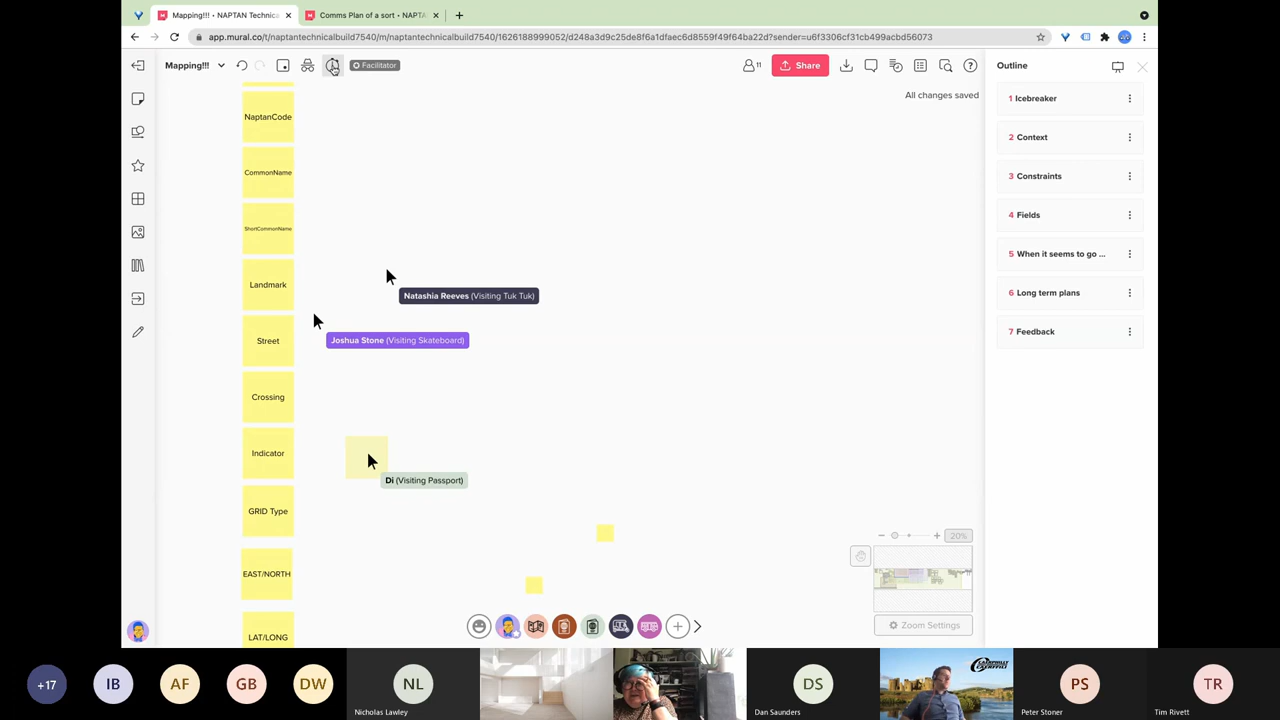 Mapping!!! • NAPTAN Technica
Comms Plan of a sort • NAPTA
app.mural.co/t/naptantechnicalbuild7540/m/naptantechnicalbuild7540/1626188999052/d248a3d9c25de8f6a1dfaec6d8559f49f64ba22d?sender=u6f3306cf31cb499acbd56073
Mapping!!!
Facilitator
11
Share
Outline
All changes saved
1 Icebreaker
2 Context
3 Constraints
4 Fields
5 When it seems to go ...
6 Long term plans
7 Feedback
NaptanCode
CommonName
ShortCommonName
Landmark
Natashia Reeves (Visiting Tuk Tuk)
Street
Joshua Stone (Visiting Skateboard)
Crossing
Indicator
Di (Visiting Passport)
GRID Type
20%
EAST/NORTH
LAT/LONG
Zoom Settings
+17
IB
AF
GB
DW
NL
Nicholas Lawley
DS
Dan Saunders
CAERPHILLY
CAERFFILI
PS
Peter Stoner
TR
Tim Rivett